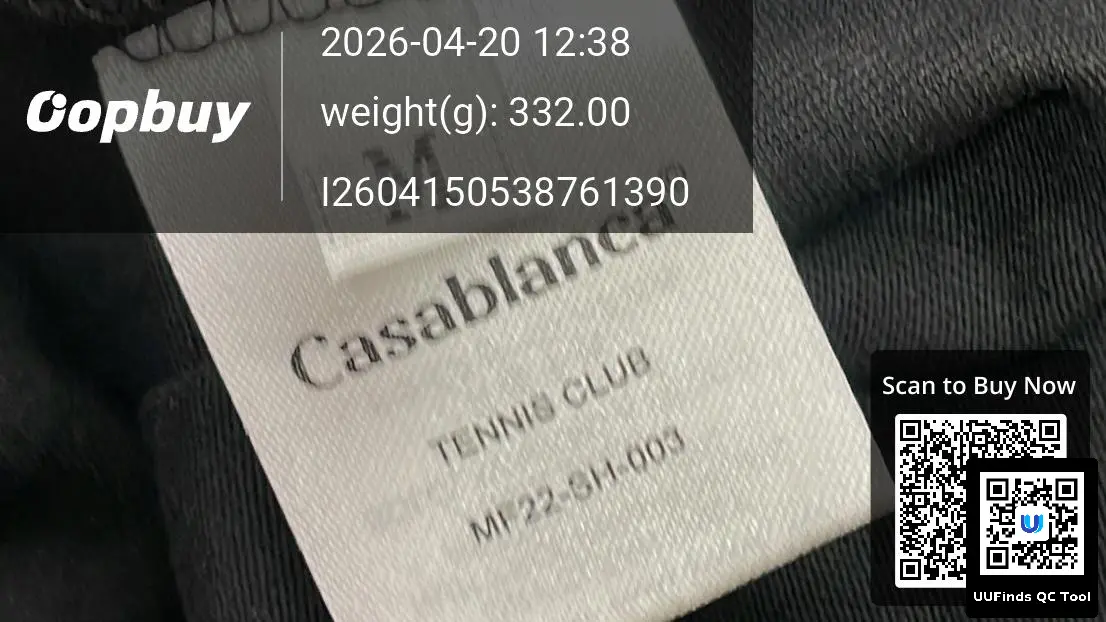 Oopbuy
2026-04-20 12:38
weight(g): 332.00
I2604150538761390
M
Casablanca
TENNIS CLUB
MF22-SH-003
Scan to Buy Now
U
UUFinds QC Tool